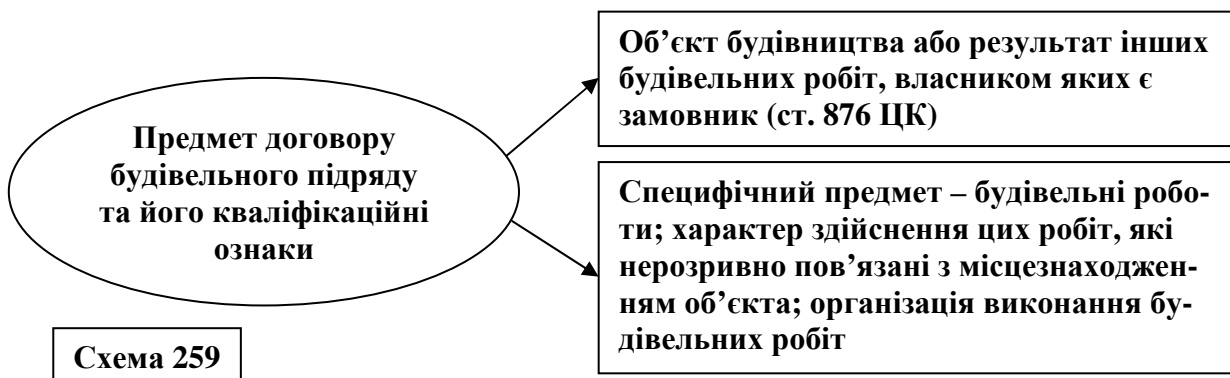 Предмет договору
будівельного підряду
та його кваліфікаційні
ознаки
Об’єкт будівництва або результат інших
будівельних робіт, власником яких є
замовник (ст. 876 ЦК)
Специфічний предмет – будівельні робо-
ти; характер здійснення цих робіт, які
нерозривно пов’язані з місцезнаходжен-
ням об’єкта; організація виконання бу-
дівельних робіт
Схема 259